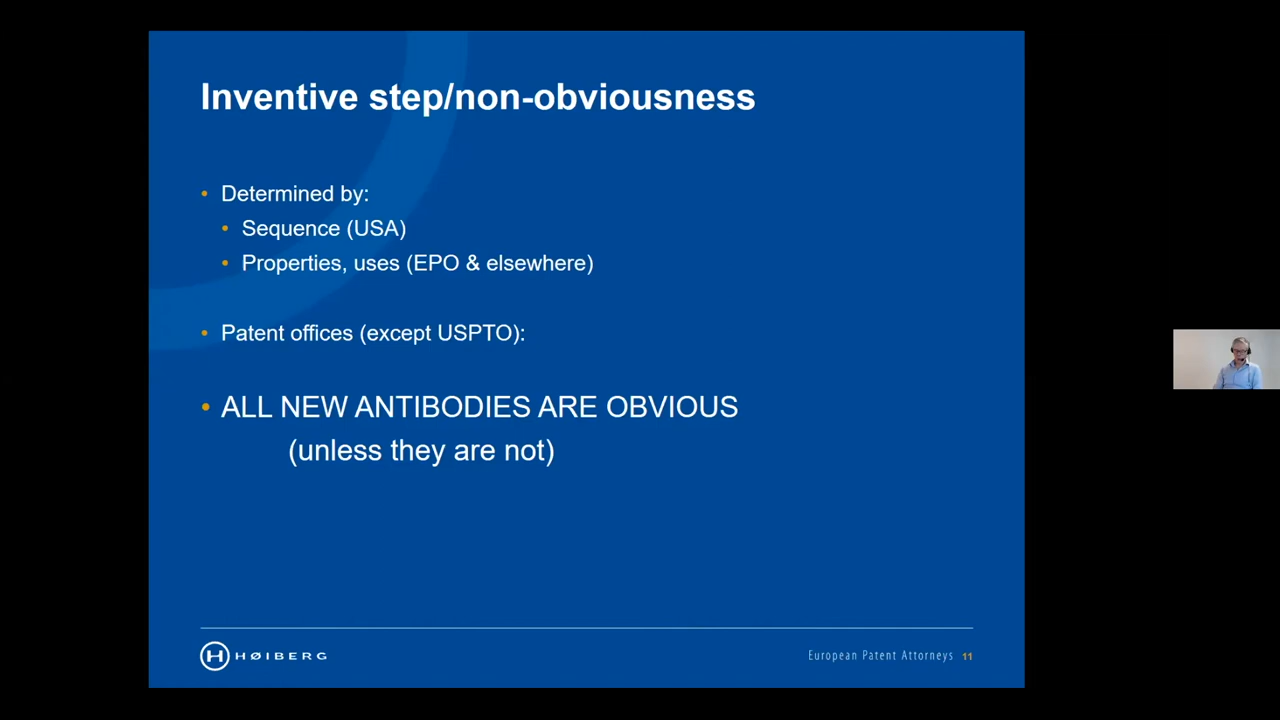 Inventive step/non-obviousness
• Determined by:
• Sequence (USA)
• Properties, uses (EPO & elsewhere)
• Patent offices (except USPTO):
• ALL NEW ANTIBODIES ARE OBVIOUS
(unless they are not)
HØIBERG
European Patent Attorneys 11